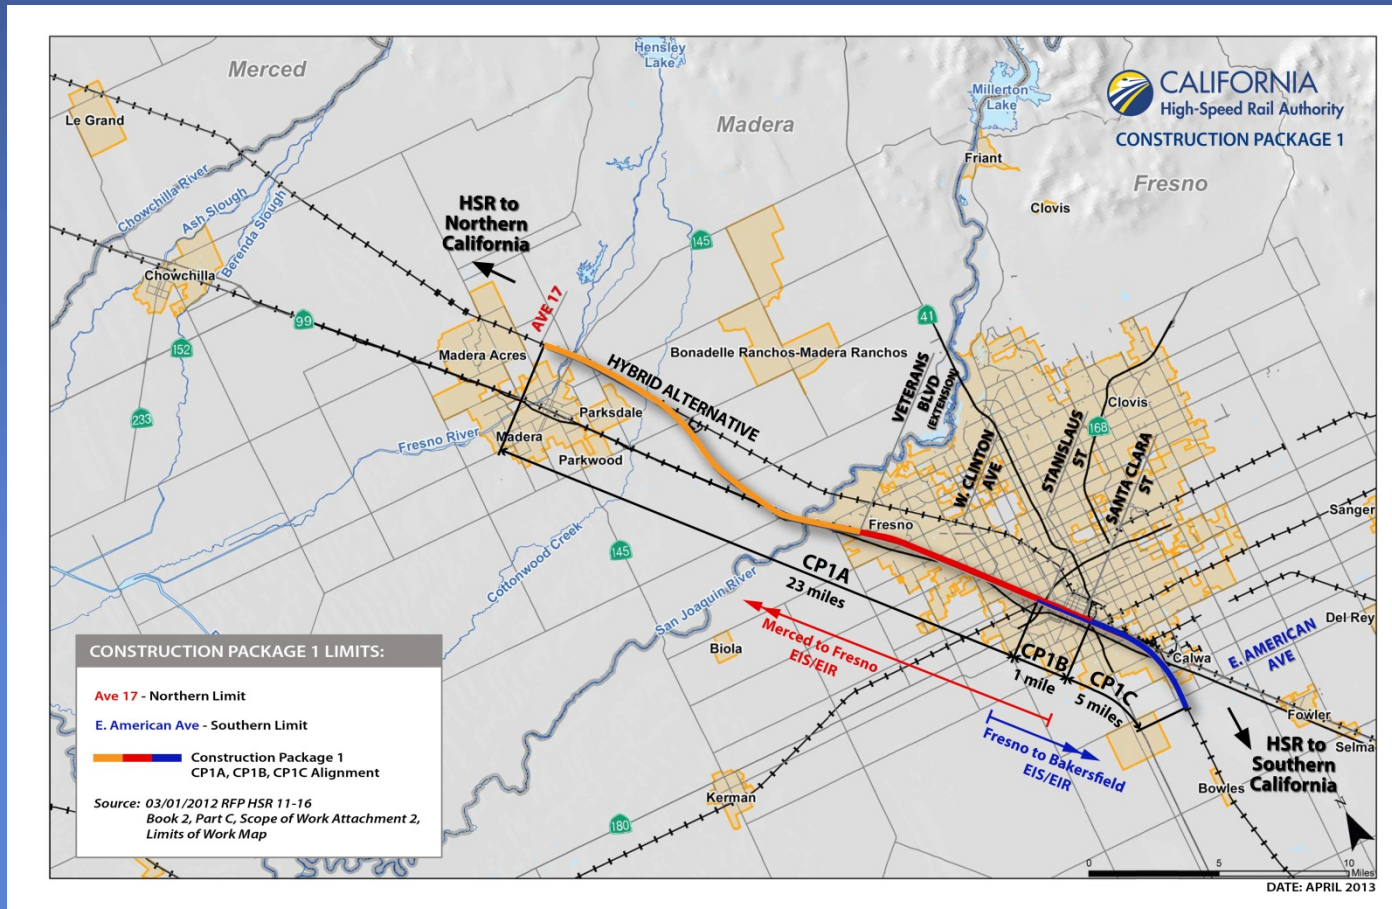 Merced
Hensley
Lake
Madera
Millerton
Lake
CALIFORNIA
High-Speed Rail Authority
CONSTRUCTION PACKAGE 1
Le Grand
Friant
Fresno
Clovis
Chowchilla River
Ash Slough
Berenda Slough
Chowchilla
HSR to
Northern
California
145
AVE 17
99
152
233
41
Madera Acres
HYBRID ALTERNATIVE
Bonadelle Ranchos-Madera Ranchos
VETERANS
BLVD
(EXTENSION)
Parksdale
Madera
Parkwood
Fresno River
W. CLINTON
AVE
STANISLAUS
ST
Clovis
168
SANTA CLARA
ST
Sanger
Fresno
145
Cottonwood Creek
San Joaquin River
CP1A
23 miles
Merced to Fresno
EIS/EIR
Biola
CP1B
1 mile
CP1C
5 miles
Calwa
Del Rey
E. AMERICAN
AVE
Fowler
Selma
Fresno to Bakersfield
EIS/EIR
HSR to
Southern
California
Bowles
Kerman
180
CONSTRUCTION PACKAGE 1 LIMITS:
Ave 17 - Northern Limit
E. American Ave - Southern Limit
Construction Package 1
CP1A, CP1B, CP1C Alignment
Source: 03/01/2012 RFP HSR 11-16
Book 2, Part C, Scope of Work Attachment 2,
Limits of Work Map
N
0 5 10
Miles
DATE: APRIL 2013